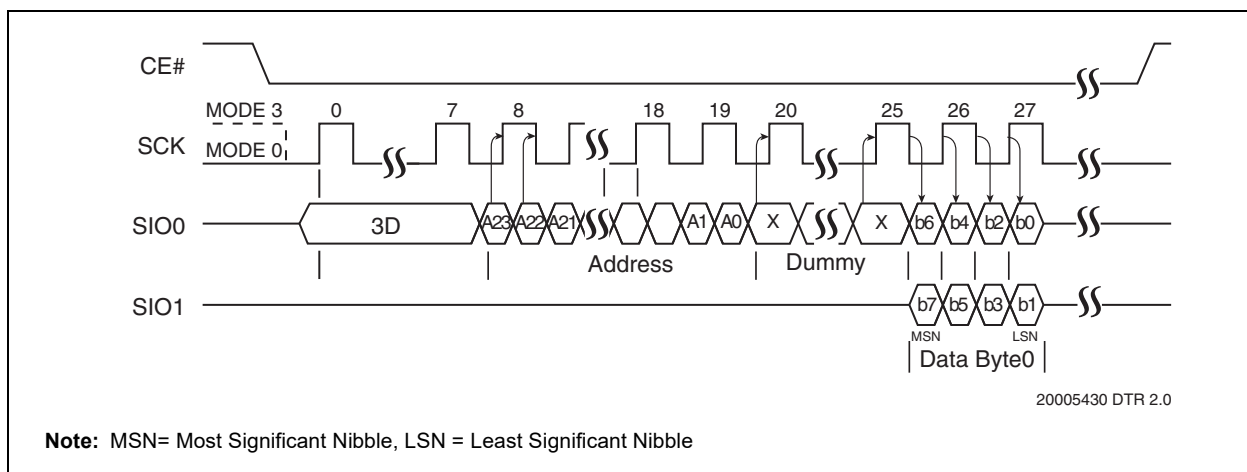 CE#
MODE 3 0 7 8 18 19 20 25 26 27
SCK
MODE 0
SIO0 3D A23 A22 A21 A1 A0 X X b6 b4 b2 b0
Address Dummy
SIO1 b7 b5 b3 b1
MSN LSN
Data Byte0
20005430 DTR 2.0
Note: MSN= Most Significant Nibble, LSN = Least Significant Nibble